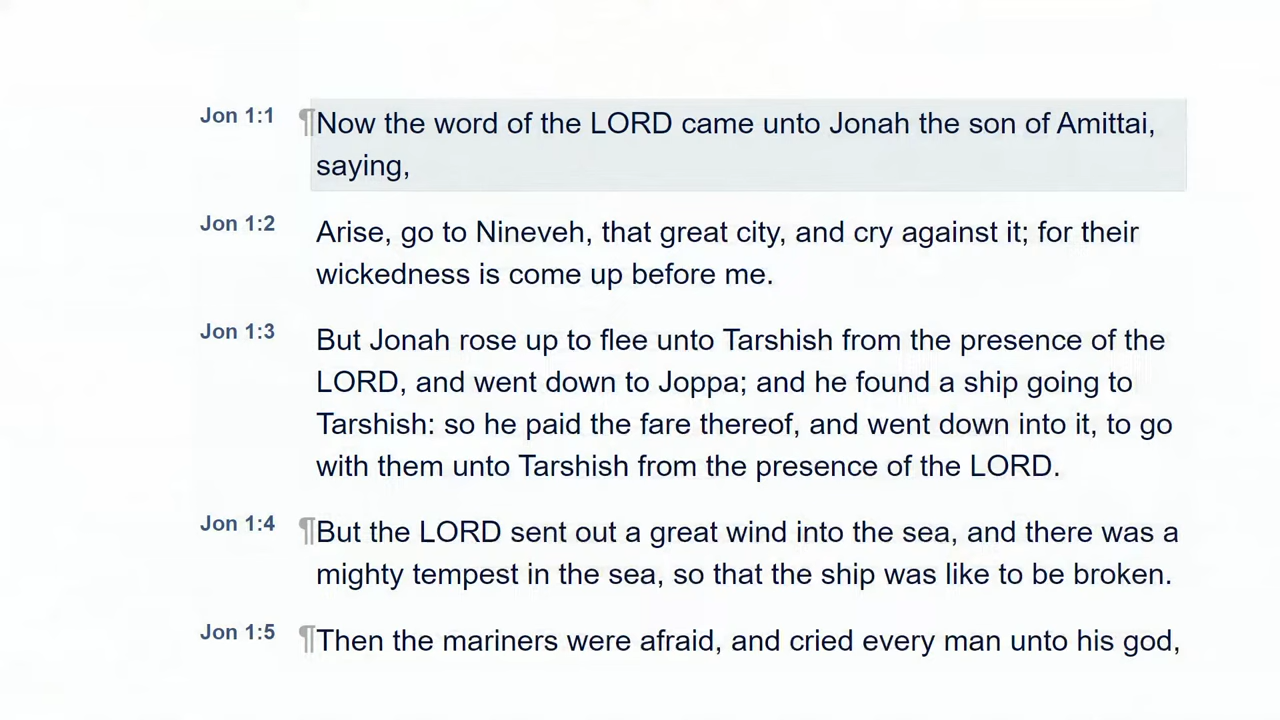 Jon 1:1 ¶Now the word of the LORD came unto Jonah the son of Amittai,
saying,
Jon 1:2 Arise, go to Nineveh, that great city, and cry against it; for their
wickedness is come up before me.
Jon 1:3 But Jonah rose up to flee unto Tarshish from the presence of the
LORD, and went down to Joppa; and he found a ship going to
Tarshish: so he paid the fare thereof, and went down into it, to go
with them unto Tarshish from the presence of the LORD.
Jon 1:4 ¶But the LORD sent out a great wind into the sea, and there was a
mighty tempest in the sea, so that the ship was like to be broken.
Jon 1:5 ¶Then the mariners were afraid, and cried every man unto his god,